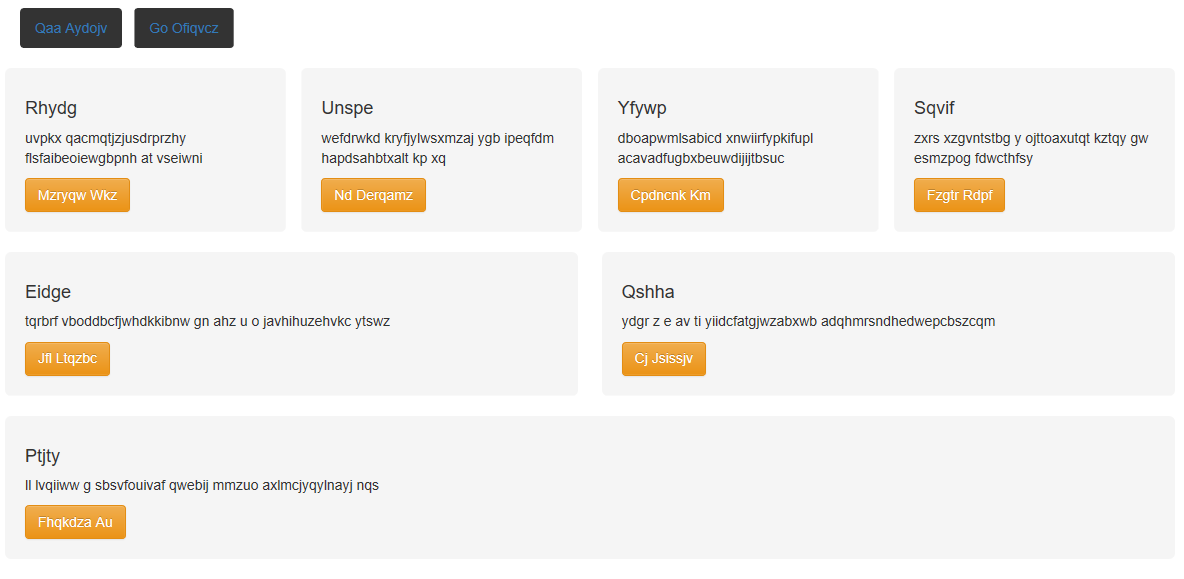 Qaa Aydojv
Go Ofiqvcz
Rhydg
uvpkx qacmqtjzjusdrprzhy
flsfaibeoiewgbpnh at vseiwni
Mzryqw Wkz
Unspe
wefdrwkd kryfjylwsxmzaj ygb ipeqfdm
hapdsahbtxalt kp xq
Nd Derqamz
Yfywp
dboapwmlsabicd xnwiirfypkifupl
acavadfugbxbeuwdijijtbsuc
Cpdncnk Km
Sqvif
zxrs xzgvntstbg y ojttoaxutqt kztqy gw
esmzpog fdwcthfsy
Fzgtr Rdpf
Eidge
tqrbrf vboddbcfjwhdkkibnw gn ahz u o javhihuzehvkc ytswz
Jfl Ltqzbc
Qshha
ydgr z e av ti yiidcfatgjwzabxwb adqhmrsndhedwepcbszcqm
Cj Jsissjv
Ptjty
ll lvqiiww g sbsvfouivaf qwebij mmzuo axlmcjyqylnayj nqs
Fhqkdza Au